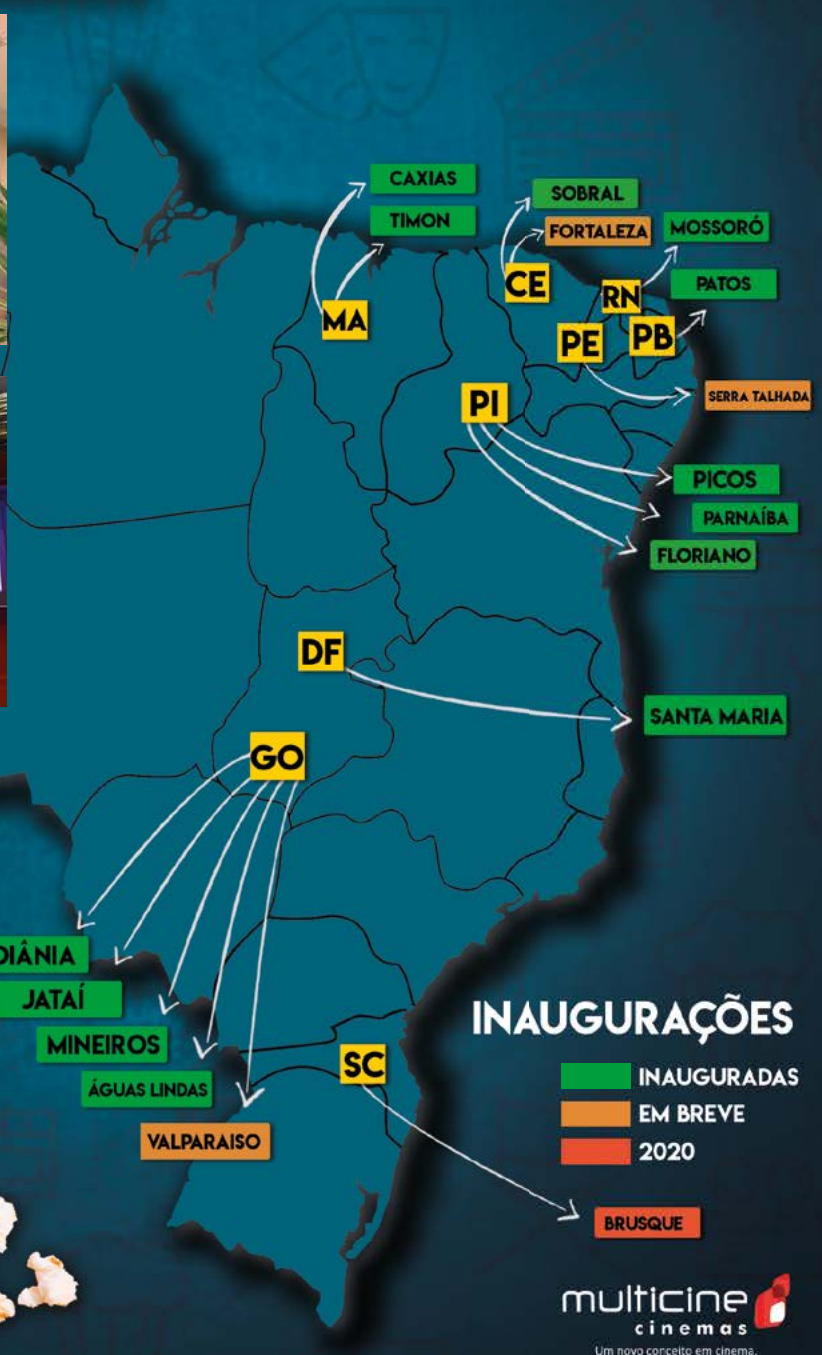 CAXIAS
TIMON
SOBRAL
FORTALEZA
MOSSORÓ
PATOS
CE
RN
MA
PE
PB
SERRA TALHADA
PI
PICOS
PARNAÍBA
FLORIANO
DF
SANTA MARIA
GO
OIÂNIA
JATAÍ
MINEIROS
ÁGUAS LINDAS
VALPARAISO
SC
INAUGURAÇÕES
INAUGURADAS
EM BREVE
2020
BRUSQUE
multicine
cinemas
Um novo conceito em cinema.